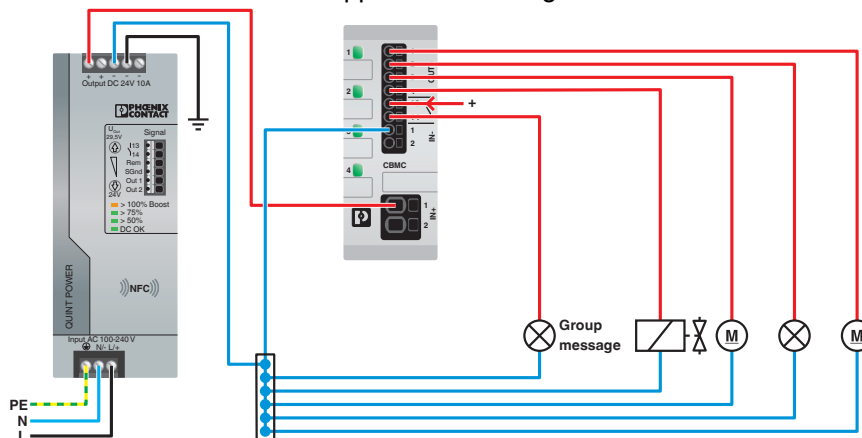 + + - - -
Output DC 24V 10A
PHŒNIX
CONTACT
UOut
29,5V
24V
Signal
13
14
Rem
SGnd
Out 1
Out 2
> 100% Boost
> 75%
> 50%
DC OK
NFC
QUINT POWER
Input AC 100-240 V
N/- L/+
PE
N
L
1
2
3
4
CBMC
+
1
2
IN-
1
2
IN+
Group
message
M
M